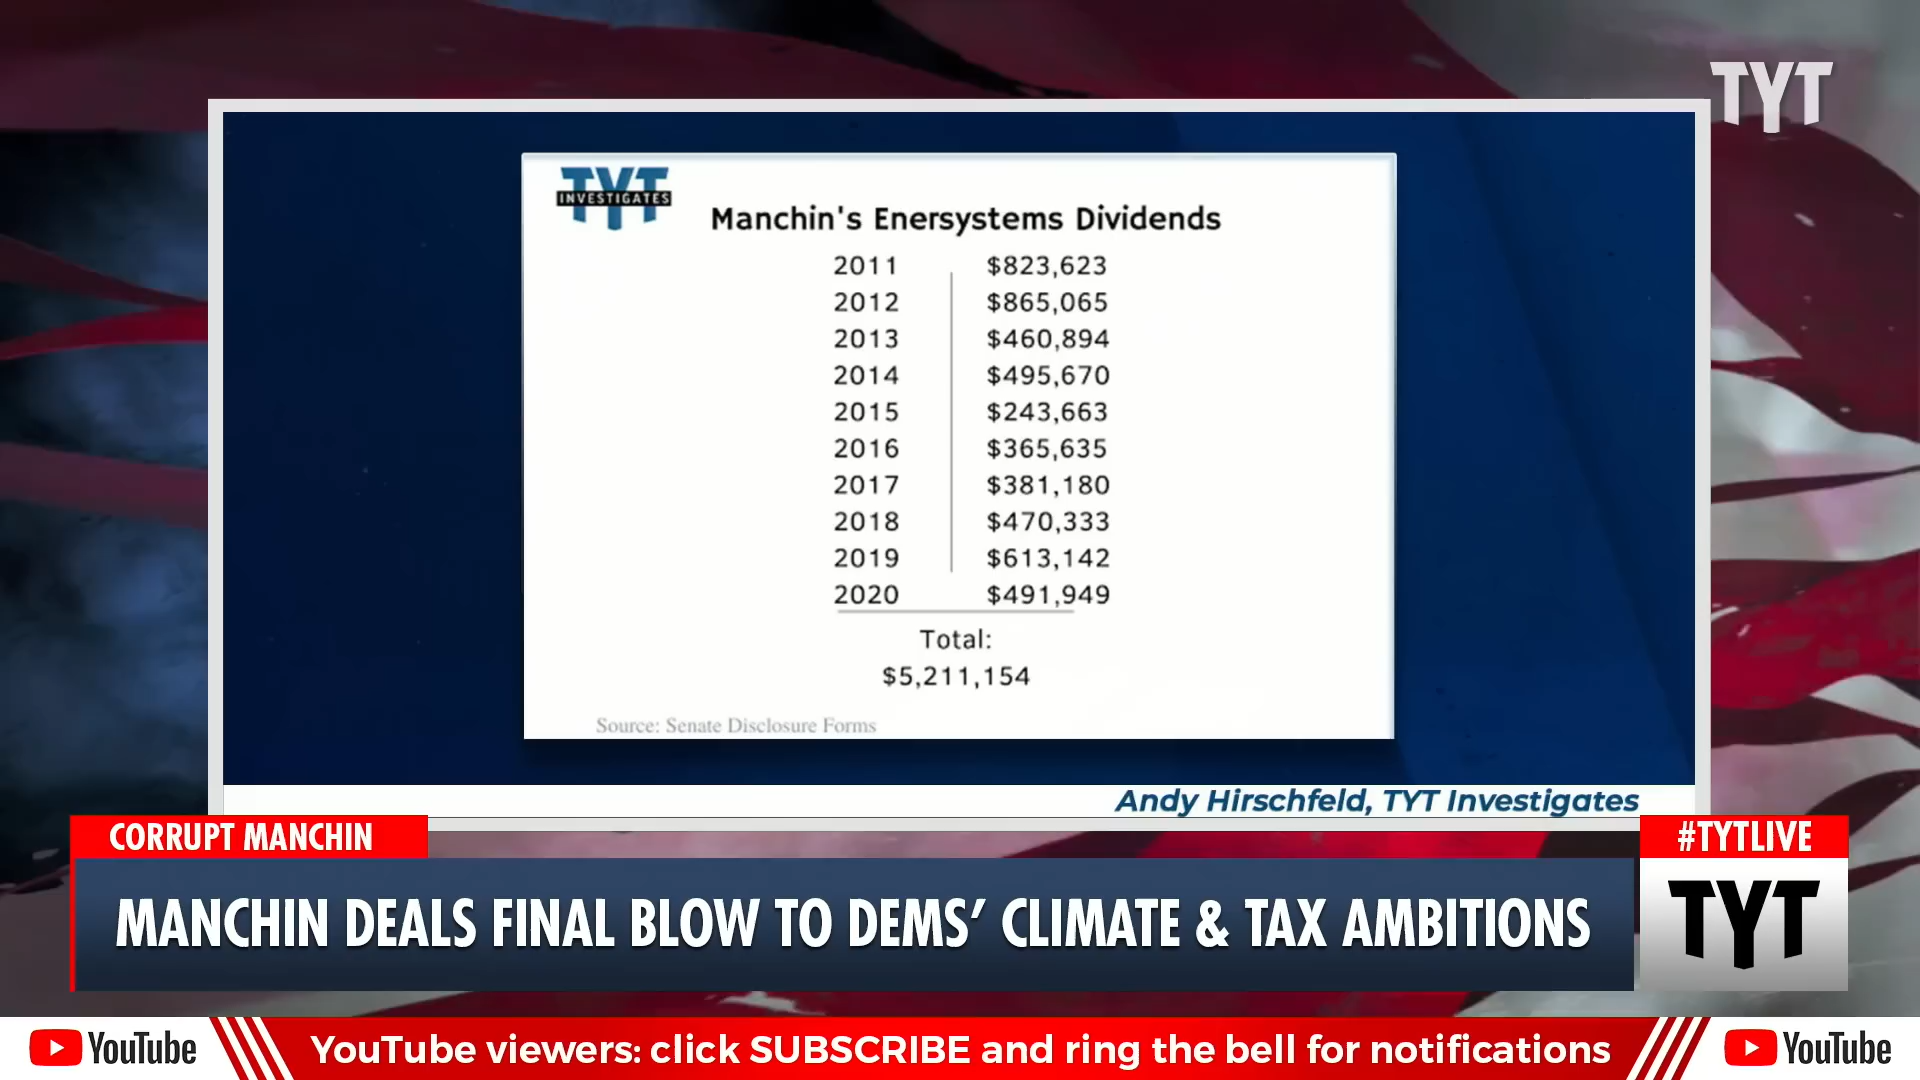 TYT
TYT
INVESTIGATES
Manchin's Enersystems Dividends
2011 $823,623
2012 $865,065
2013 $460,894
2014 $495,670
2015 $243,663
2016 $365,635
2017 $381,180
2018 $470,333
2019 $613,142
2020 $491,949
Total:
$5,211,154
Source: Senate Disclosure Forms
Andy Hirschfeld, TYT Investigates
CORRUPT MANCHIN
#TYTLIVE
MANCHIN DEALS FINAL BLOW TO DEMS' CLIMATE & TAX AMBITIONS
TYT
YouTube YouTube viewers: click SUBSCRIBE and ring the bell for notifications YouTube